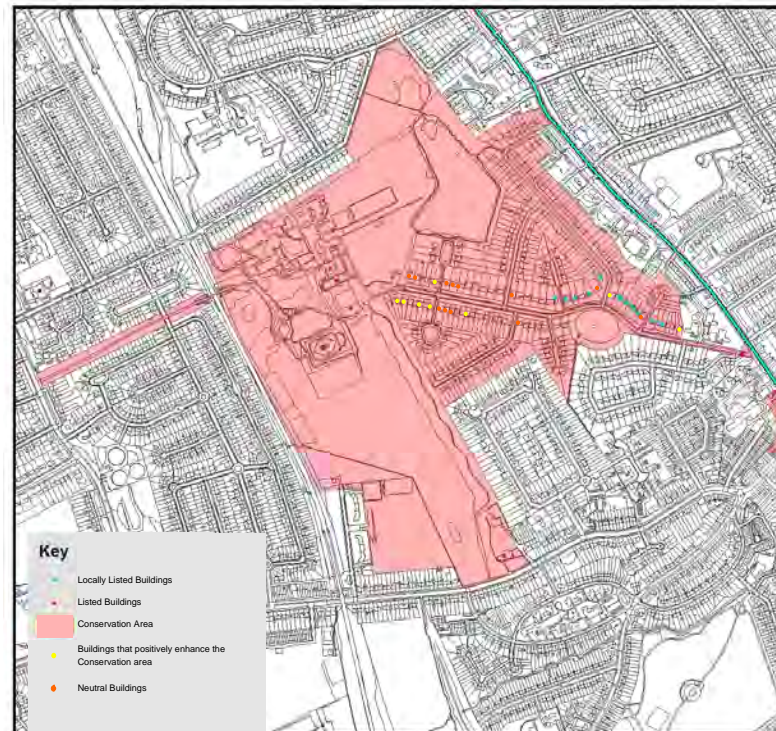 Key
Locally Listed Buildings
Listed Buildings
Conservation Area
Buildings that positively enhance the
Conservation area
Neutral Buildings